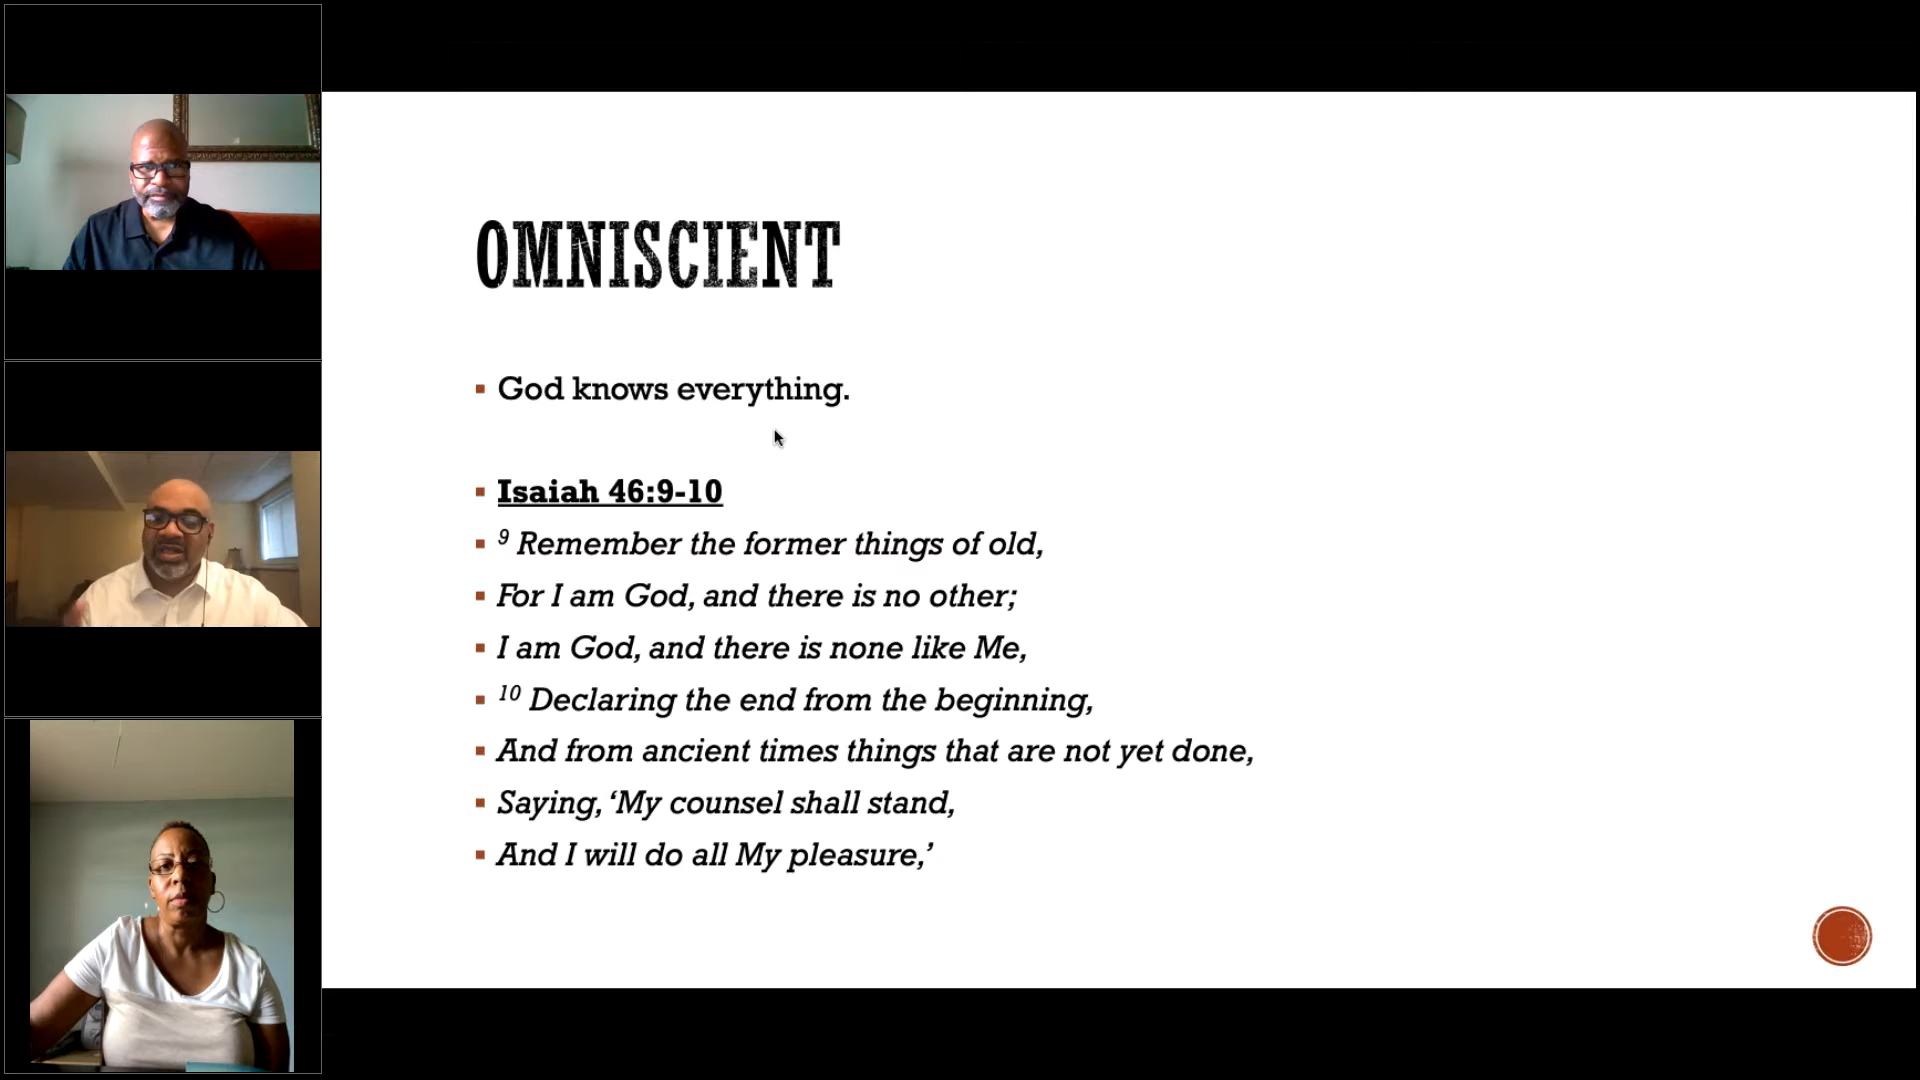 OMNISCIENT
God knows everything.
Isaiah 46:9-10
9 Remember the former things of old,
For I am God, and there is no other;
I am God, and there is none like Me,
10 Declaring the end from the beginning,
And from ancient times things that are not yet done,
Saying, ‘My counsel shall stand,
And I will do all My pleasure,’